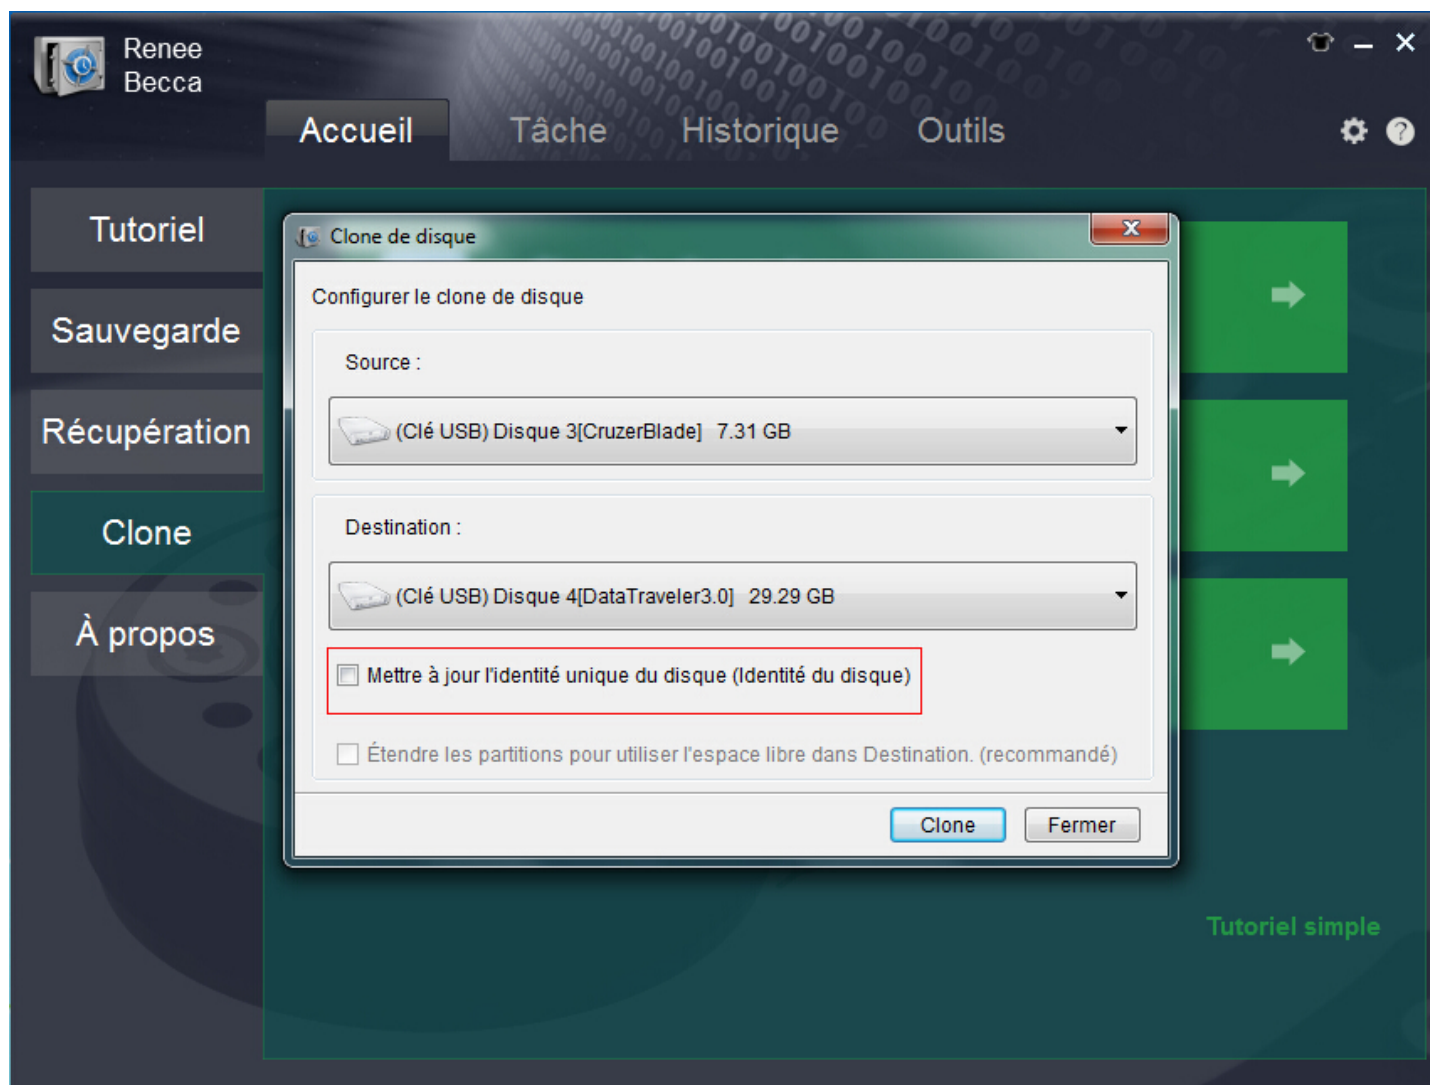 Renee
Becca
Accueil
Tâche
Historique
Outils
Tutoriel
Sauvegarde
Récupération
Clone
À propos
Clone de disque
Configurer le clone de disque
Source :
(Clé USB) Disque 3[CruzerBlade] 7.31 GB
Destination :
(Clé USB) Disque 4[DataTraveler3.0] 29.29 GB
Mettre à jour l'identité unique du disque (Identité du disque)
Étendre les partitions pour utiliser l'espace libre dans Destination. (recommandé)
Clone
Fermer
Tutoriel simple